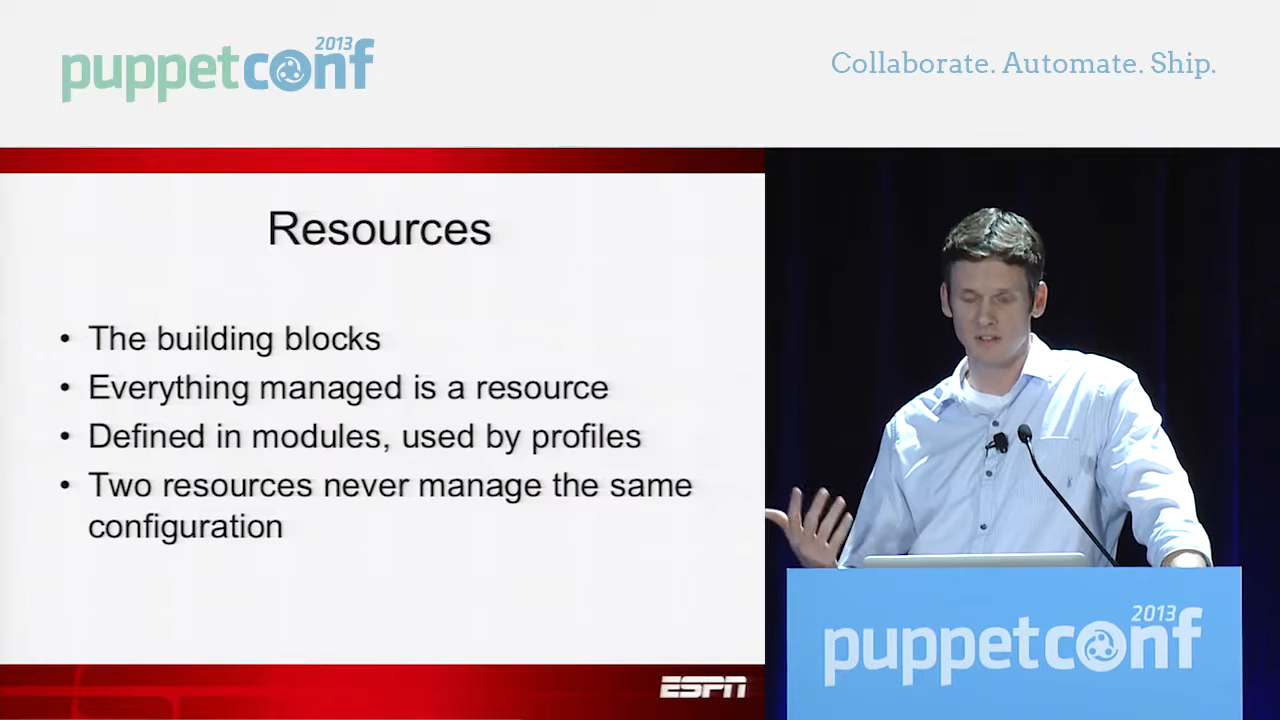 2013
puppetconf
Collaborate. Automate. Ship.
Resources
• The building blocks
• Everything managed is a resource
• Defined in modules, used by profiles
• Two resources never manage the same
configuration
ESPN
2013
puppetconf